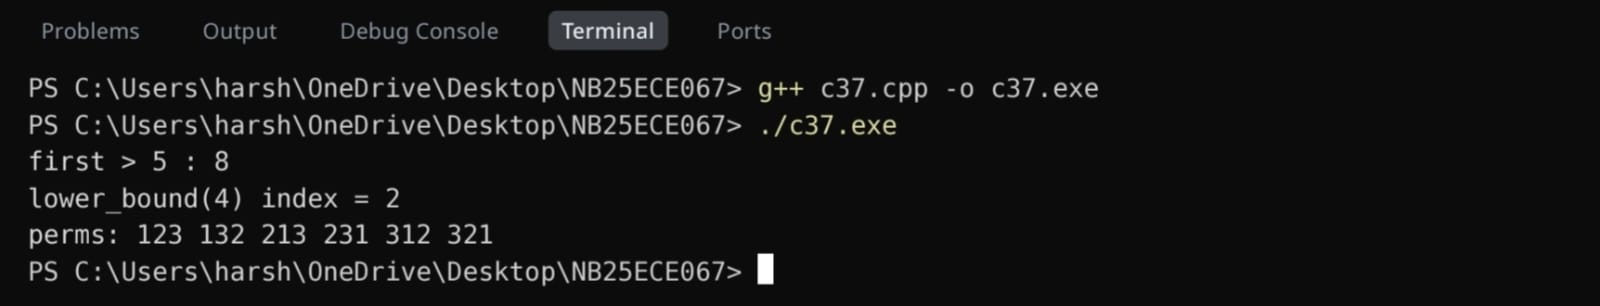 Problems Output Debug Console Terminal Ports
PS C:\Users\harsh\OneDrive\Desktop\NB25ECE067> g++ c37.cpp -o c37.exe
PS C:\Users\harsh\OneDrive\Desktop\NB25ECE067> ./c37.exe
first > 5 : 8
lower_bound(4) index = 2
perms: 123 132 213 231 312 321
PS C:\Users\harsh\OneDrive\Desktop\NB25ECE067>